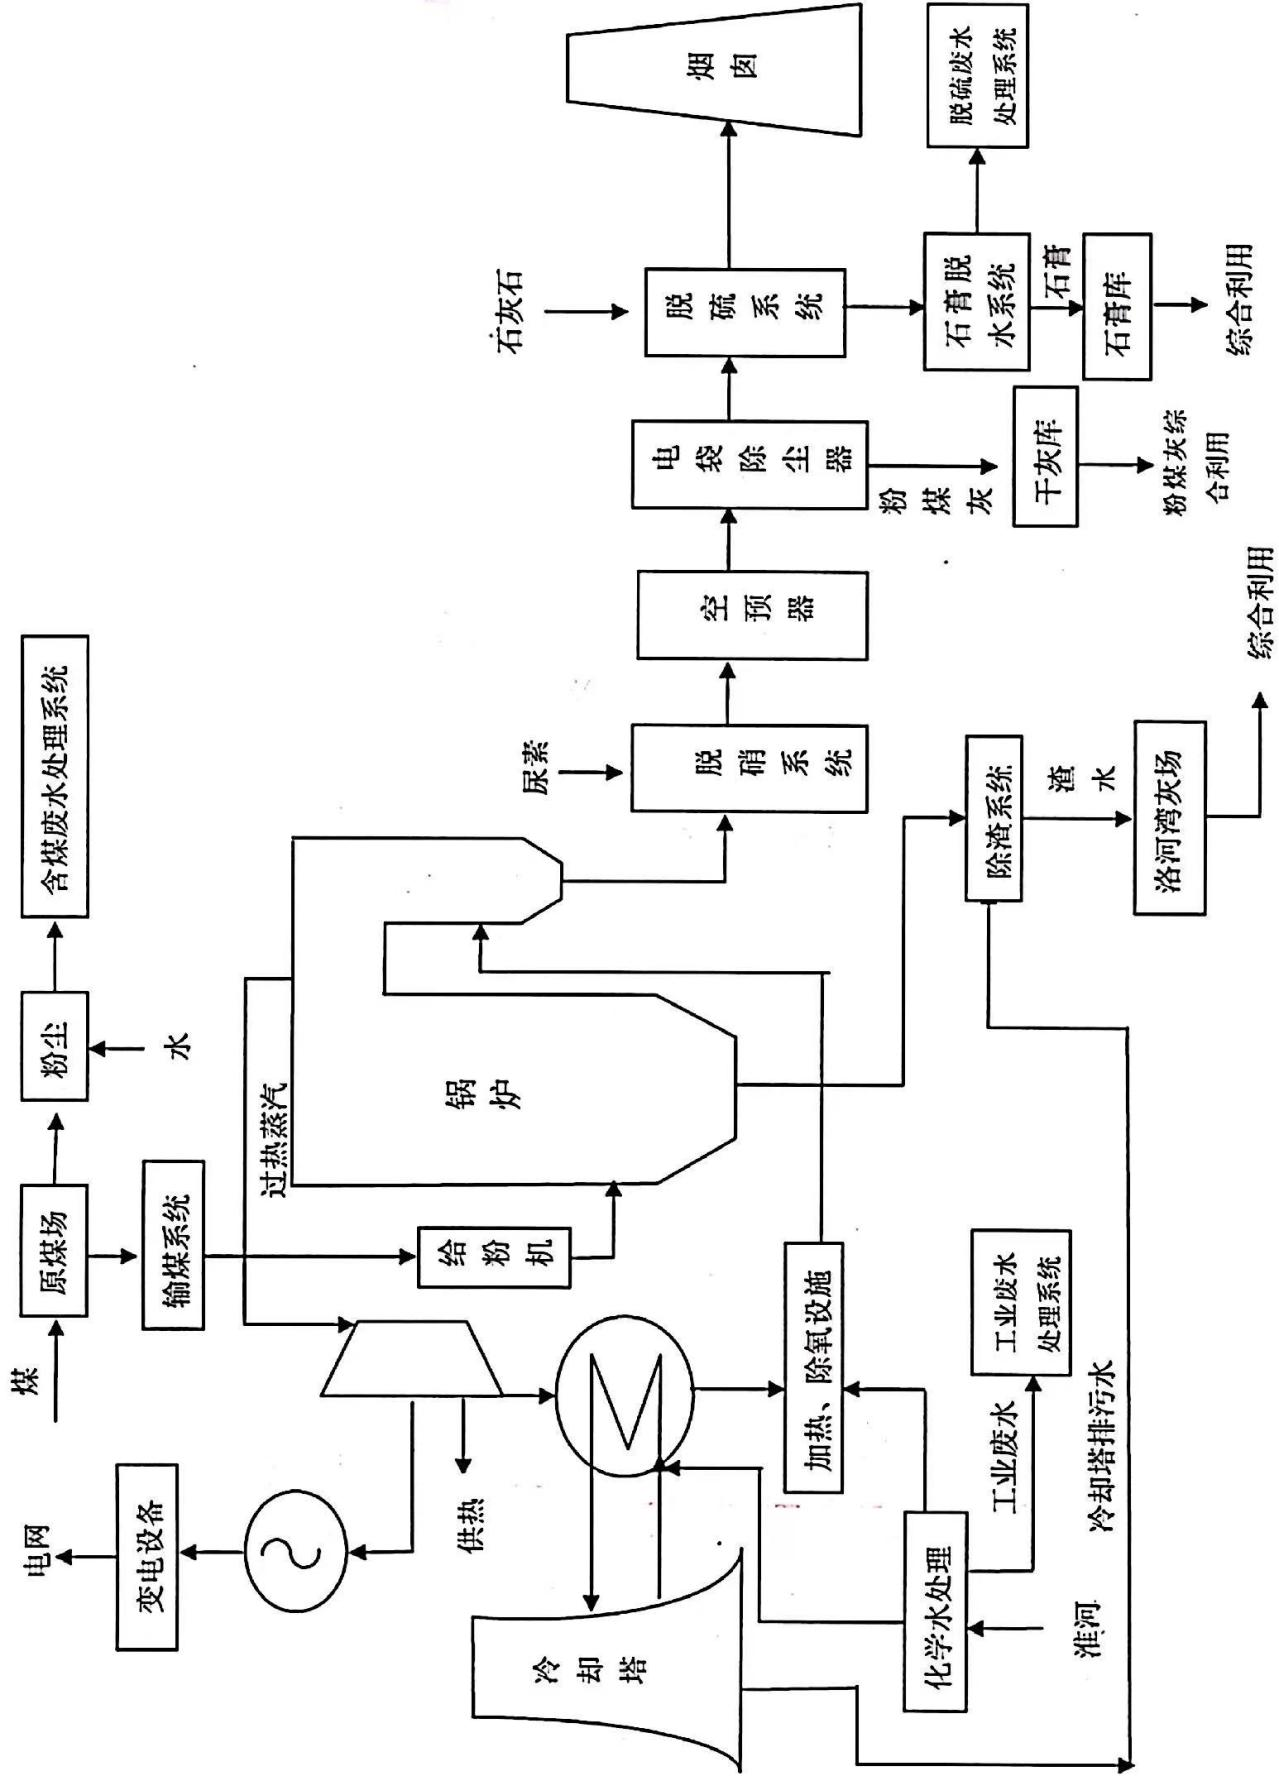 煤
原煤场
粉尘
水
含煤废水处理系统
输煤系统
给粉机
过热蒸汽
锅炉
电网
变电设备
供热
冷却塔
加热、除氧设施
化学水处理
淮河
工业废水
工业废水
处理系统
冷却塔排污水
尿素
脱硝系统
空预器
电袋除尘器
粉煤灰
干灰库
粉煤灰综
合利用
石灰石
脱硫系统
烟囱
石膏脱
水系统
脱硫废水
处理系统
石膏
石膏库
综合利用
除渣系统
渣水
洛河湾灰场
综合利用